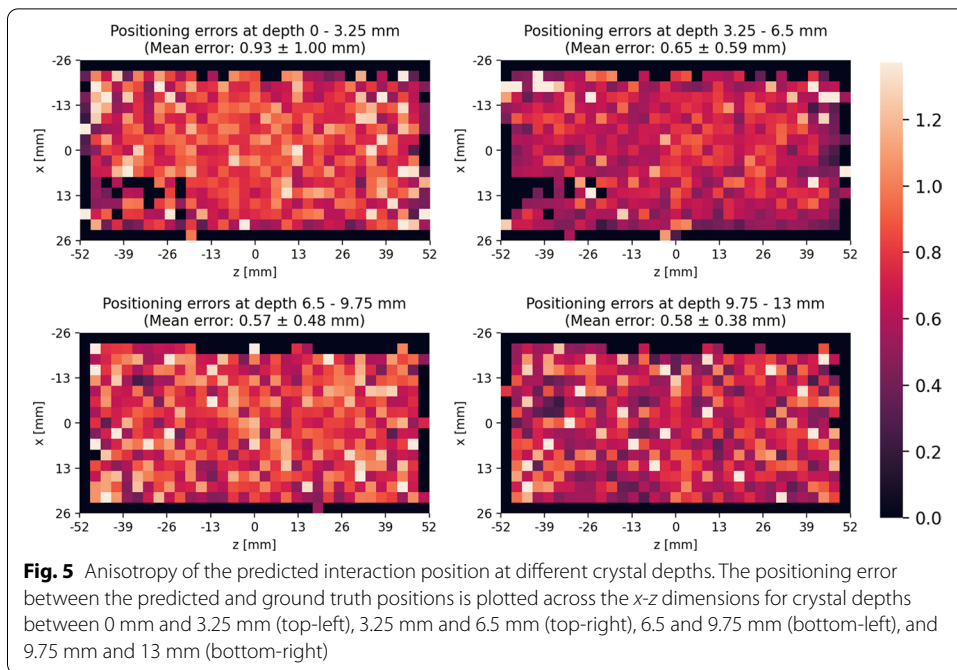 Positioning errors at depth 0 - 3.25 mm
(Mean error: 0.93 ± 1.00 mm)
Positioning errors at depth 3.25 - 6.5 mm
(Mean error: 0.65 ± 0.59 mm)
-26
-13
0
13
26
x [mm]
-52 -39 -26 -13 0 13 26 39 52
z [mm]
-26
-13
0
13
26
x [mm]
-52 -39 -26 -13 0 13 26 39 52
z [mm]
Positioning errors at depth 6.5 - 9.75 mm
(Mean error: 0.57 ± 0.48 mm)
Positioning errors at depth 9.75 - 13 mm
(Mean error: 0.58 ± 0.38 mm)
-26
-13
0
13
26
x [mm]
-52 -39 -26 -13 0 13 26 39 52
z [mm]
-26
-13
0
13
26
x [mm]
-52 -39 -26 -13 0 13 26 39 52
z [mm]
1.2
1.0
0.8
0.6
0.4
0.2
0.0
Fig. 5 Anisotropy of the predicted interaction position at different crystal depths. The positioning error
between the predicted and ground truth positions is plotted across the x-z dimensions for crystal depths
between 0 mm and 3.25 mm (top-left), 3.25 mm and 6.5 mm (top-right), 6.5 and 9.75 mm (bottom-left), and
9.75 mm and 13 mm (bottom-right)